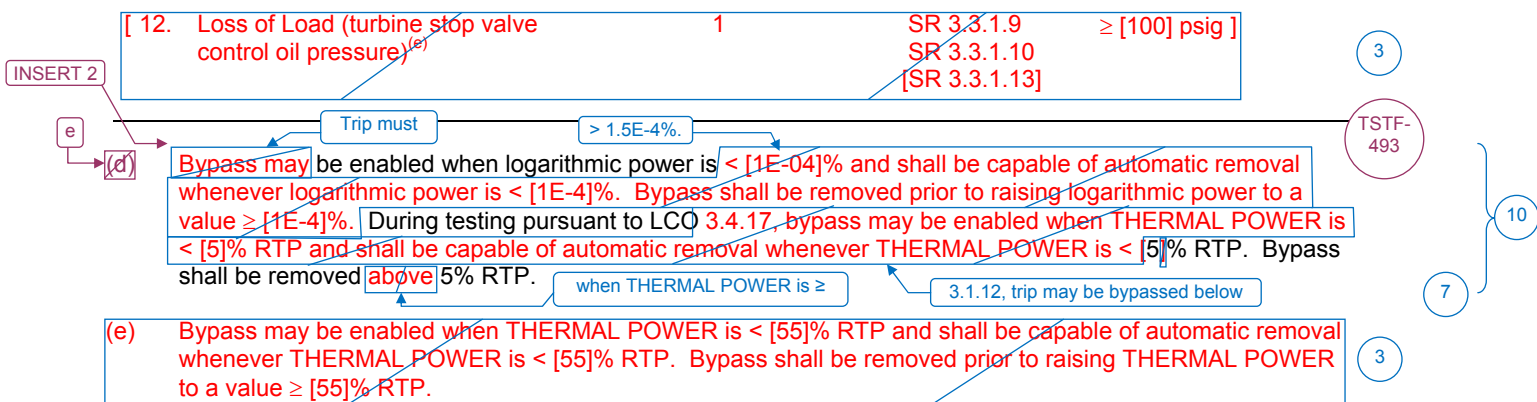 [ 12. Loss of Load (turbine stop valve 1 SR 3.3.1.9 ≥ [100] psig ]
control oil pressure)(e) SR 3.3.1.10
[SR 3.3.1.13]
3
INSERT 2
e
Trip must
> 1.5E-4%.
TSTF-
493
(d) Bypass may be enabled when logarithmic power is < [1E-04]% and shall be capable of automatic removal
whenever logarithmic power is < [1E-4]%. Bypass shall be removed prior to raising logarithmic power to a
value ≥ [1E-4]%. During testing pursuant to LCO 3.4.17, bypass may be enabled when THERMAL POWER is
< [5]% RTP and shall be capable of automatic removal whenever THERMAL POWER is < [5]% RTP. Bypass
shall be removed above 5% RTP.
10
when THERMAL POWER is ≥
3.1.12, trip may be bypassed below
7
(e) Bypass may be enabled when THERMAL POWER is < [55]% RTP and shall be capable of automatic removal
whenever THERMAL POWER is < [55]% RTP. Bypass shall be removed prior to raising THERMAL POWER
to a value ≥ [55]% RTP.
3